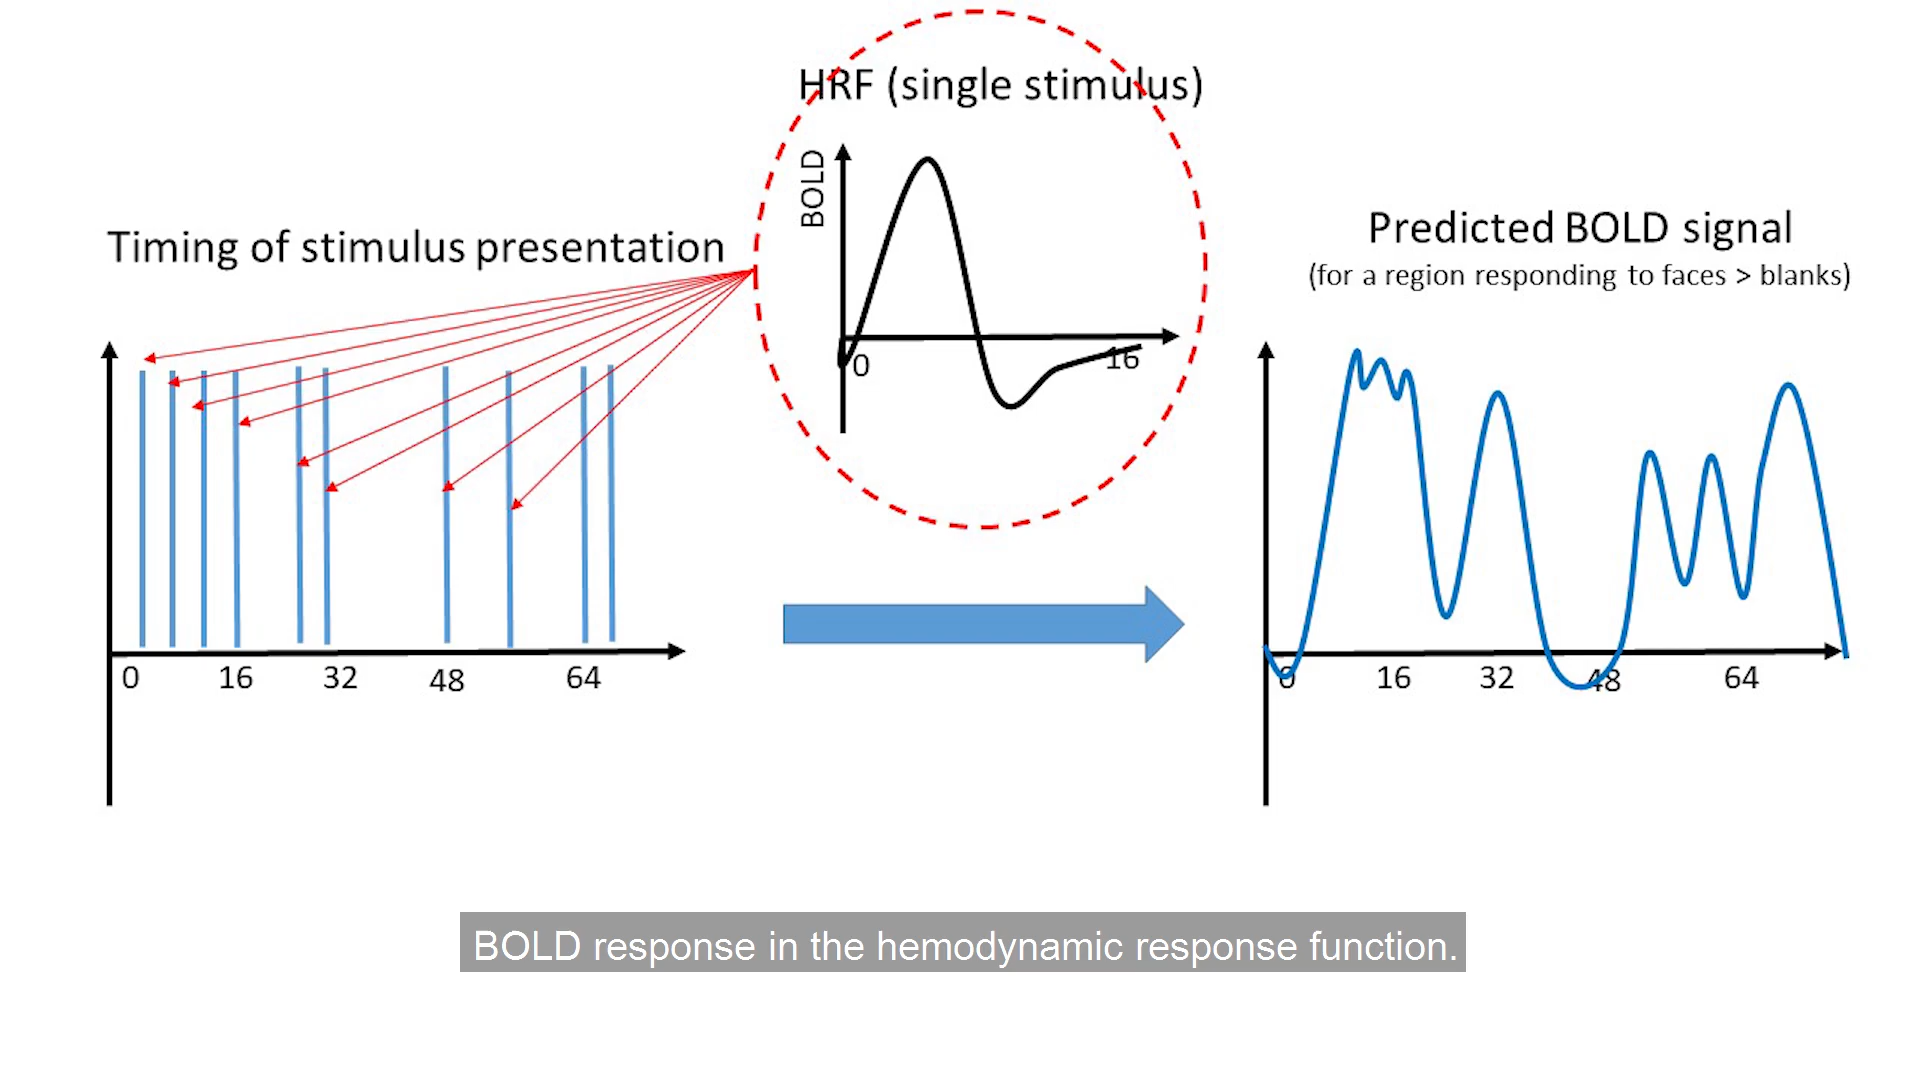 HRF (single stimulus)
BOLD
0
16
Timing of stimulus presentation
0 16 32 48 64
Predicted BOLD signal
(for a region responding to faces > blanks)
0 16 32 48 64
BOLD response in the hemodynamic response function.